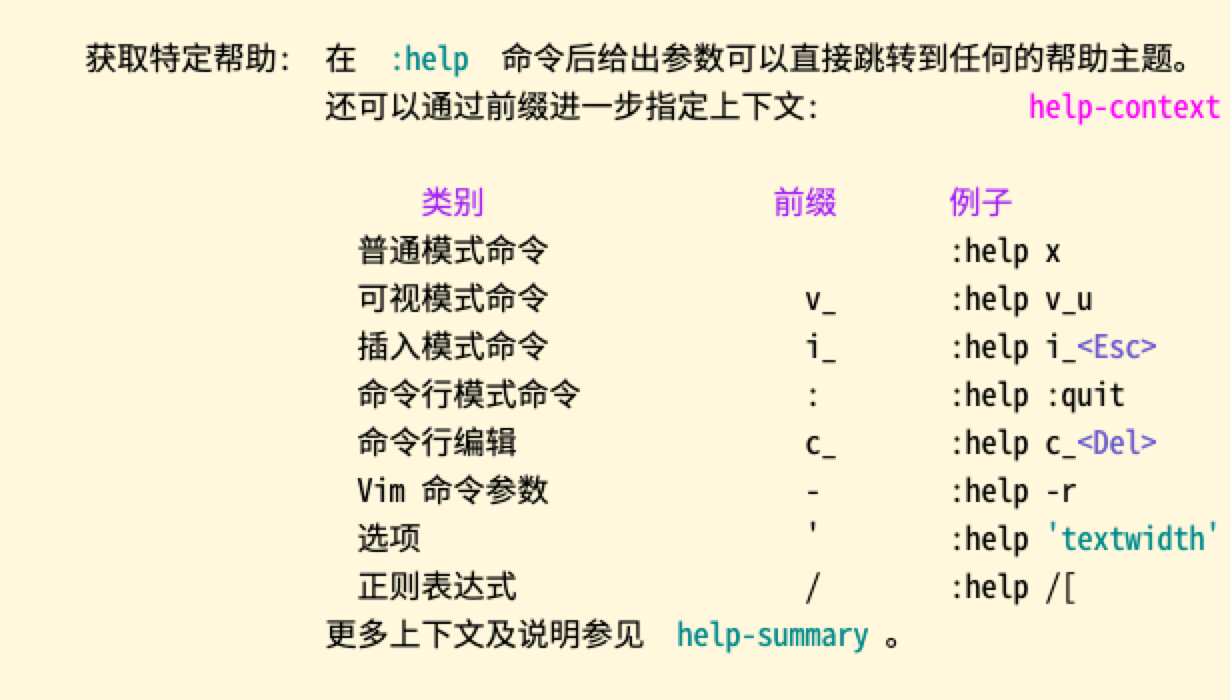 获取特定帮助: 在 :help 命令后给出参数可以直接跳转到任何的帮助主题。
还可以通过前缀进一步指定上下文: help-context
类别 前缀 例子
普通模式命令 :help x
可视模式命令 v_ :help v_u
插入模式命令 i_ :help i_<Esc>
命令行模式命令 : :help :quit
命令行编辑 c_ :help c_<Del>
Vim 命令参数 - :help -r
选项 ' :help 'textwidth'
正则表达式 / :help /[
更多上下文及说明参见 help-summary 。